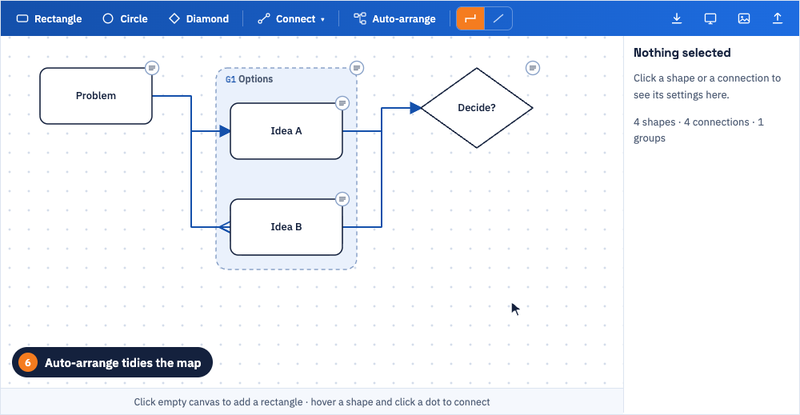 Rectangle Circle Diamond Connect Auto-arrange
Nothing selected
Click a shape or a connection to
see its settings here.
4 shapes · 4 connections · 1
groups
G1 Options
Problem
Idea A
Decide?
Idea B
6 Auto-arrange tidies the map
Click empty canvas to add a rectangle · hover a shape and click a dot to connect